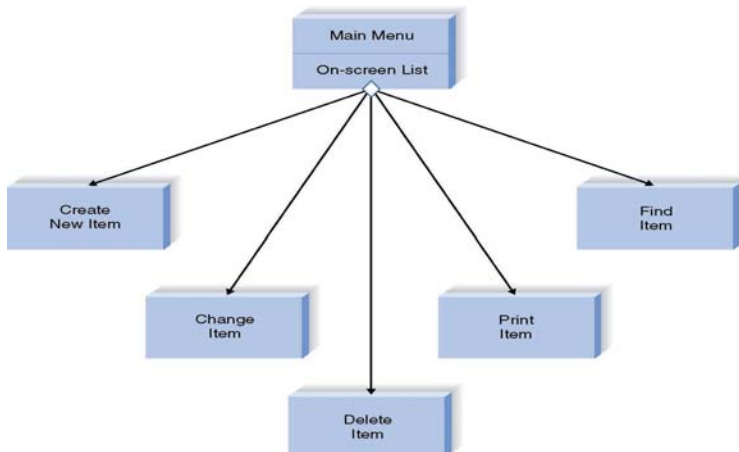 Main Menu
On-screen List
Create
New Item
Find
Item
Change
Item
Print
Item
Delete
Item